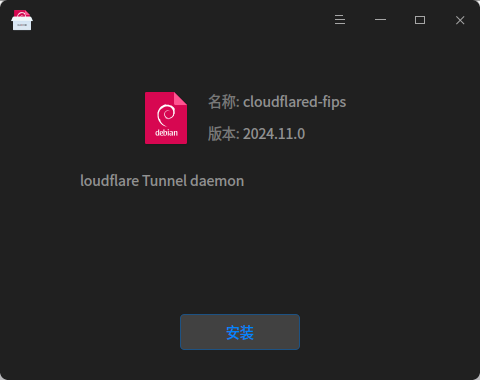 debian
名称: cloudflared-fips
版本: 2024.11.0
loudflare Tunnel daemon
安装